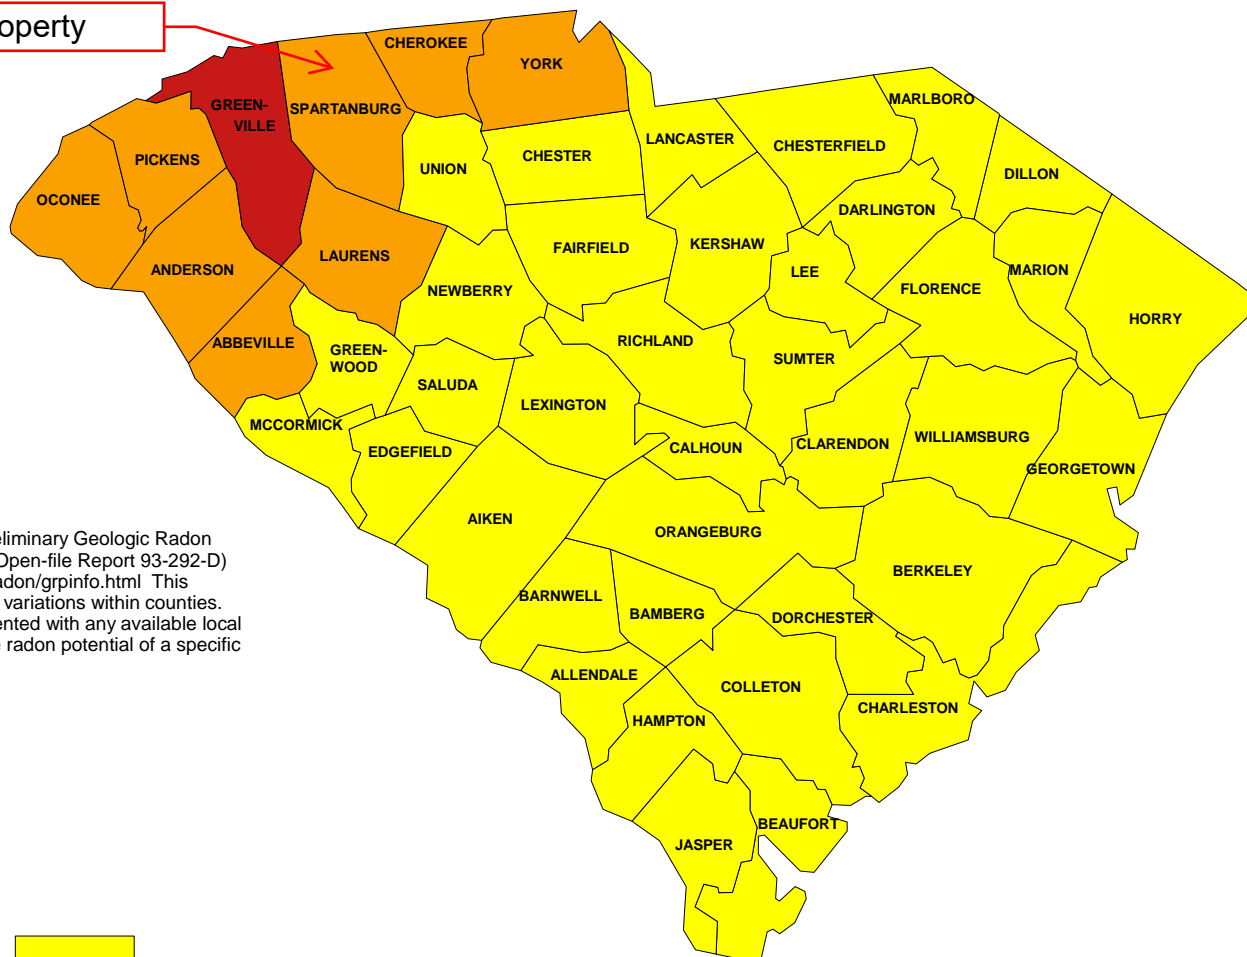 operty
CHEROKEE
YORK
GREEN-
VILLE
SPARTANBURG
MARLBORO
LANCASTER
CHESTERFIELD
PICKENS
UNION
CHESTER
DILLON
OCONEE
DARLINGTON
ANDERSON
LAURENS
FAIRFIELD
KERSHAW
LEE
MARION
NEWBERRY
FLORENCE
HORRY
ABBEVILLE
GREEN-
WOOD
RICHLAND
SUMTER
SALUDA
LEXINGTON
MCCORMICK
EDGEFIELD
CALHOUN
CLARENDON
WILLIAMSBURG
GEORGETOWN
AIKEN
ORANGEBURG
eliminary Geologic Radon
Open-file Report 93-292-D)
adon/grpinfo.html This
variations within counties.
ented with any available local
e radon potential of a specific
BERKELEY
BARNWELL
BAMBERG
DORCHESTER
ALLENDALE
COLLETON
CHARLESTON
HAMPTON
BEAUFORT
JASPER